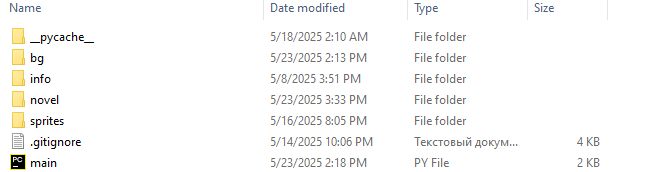 Name Date modified Type Size
__pycache__ 5/18/2025 2:10 AM File folder
bg 5/23/2025 2:13 PM File folder
info 5/8/2025 3:51 PM File folder
novel 5/23/2025 3:33 PM File folder
sprites 5/16/2025 8:05 PM File folder
.gitignore 5/14/2025 10:06 PM Текстовый докум... 4 KB
PC main 5/23/2025 2:18 PM PY File 2 KB